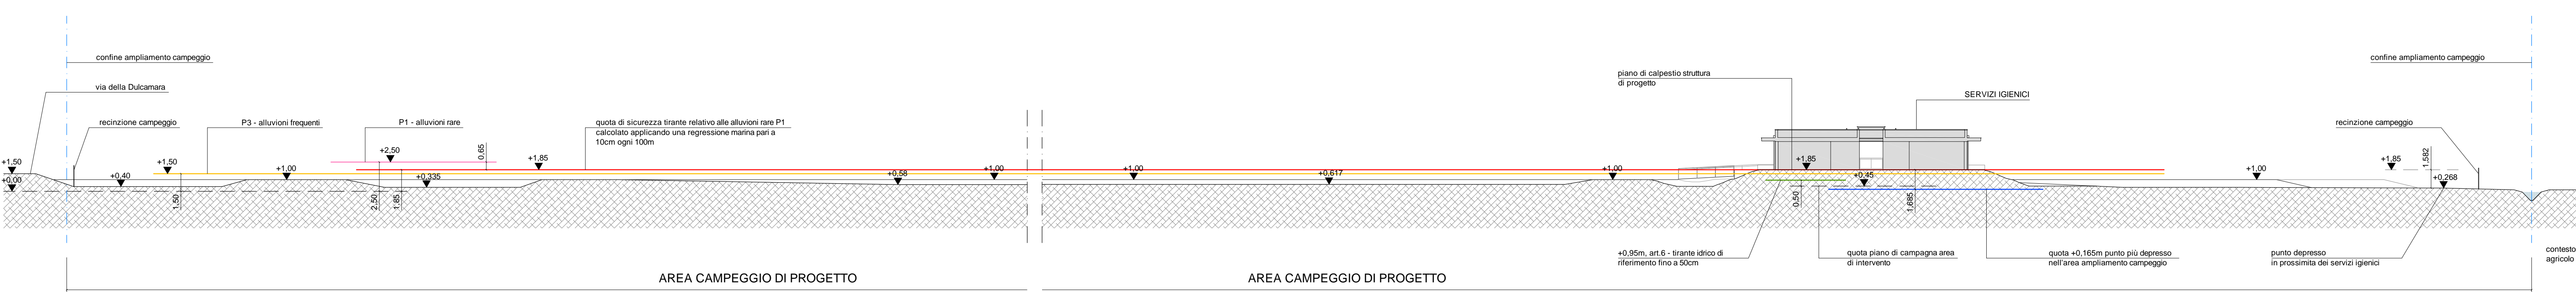 confine ampliamento campeggio
via della Dulcamara
recinzione campeggio
P3 - alluvioni frequenti
P1 - alluvioni rare
quota di sicurezza tirante relativo alle alluvioni rare P1
calcolato applicando una regressione marina pari a
10cm ogni 100m
+1,50
+0,00
+0,40
+1,50
1,50
+1,00
+2,50
2,50
1,85
+0,335
0,65
+1,85
+0,58
+1,00
+1,00
+0,617
+1,00
piano di calpestio struttura
di progetto
SERVIZI IGIENICI
+1,85
+0,45
0,50
1,685
confine ampliamento campeggio
recinzione campeggio
+1,00
+1,85
1,582
+0,268
+0,95m, art.6 - tirante idrico di
riferimento fino a 50cm
quota piano di campagna area
di intervento
quota +0,165m punto più depresso
nell'area ampliamento campeggio
punto depresso
in prossimita dei servizi igienici
contesto
agricolo
AREA CAMPEGGIO DI PROGETTO
AREA CAMPEGGIO DI PROGETTO